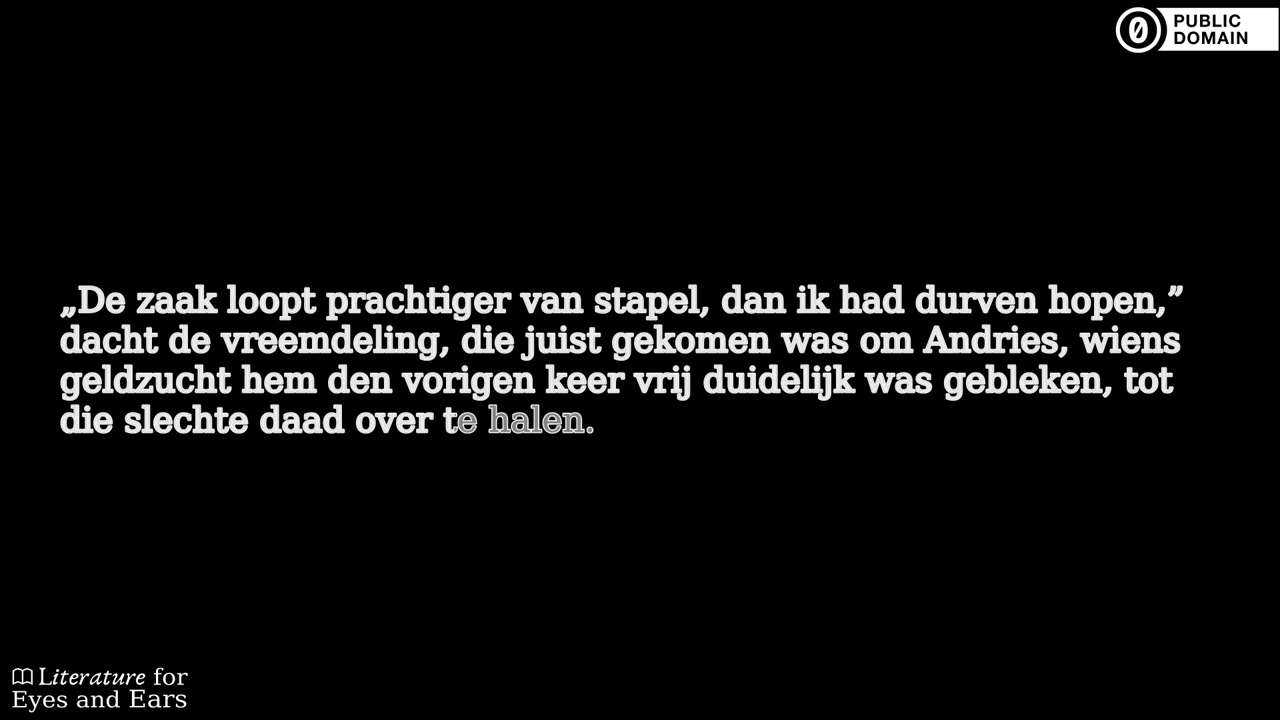 PUBLIC
DOMAIN
„De zaak loopt prachtiger van stapel, dan ik had durven hopen,”
dacht de vreemdeling, die juist gekomen was om Andries, wiens
geldzucht hem den vorigen keer vrij duidelijk was gebleken, tot
die slechte daad over te halen.
Literature for
Eyes and Ears